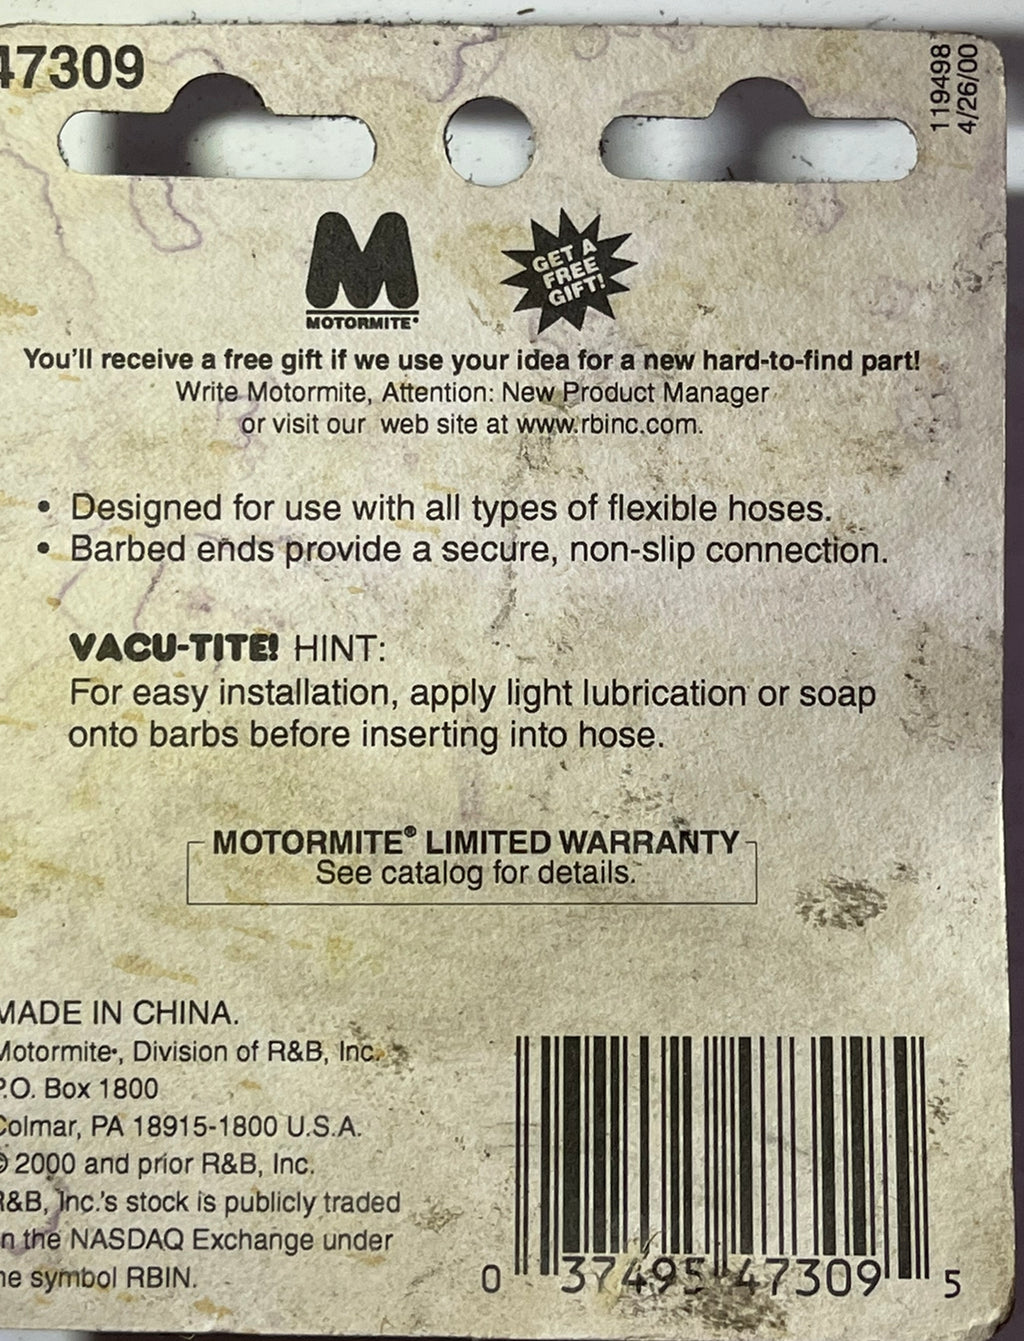 47309
119498
4/26/00
MOTORMITE®
GET A
FREE
GIFT!
You'll receive a free gift if we use your idea for a new hard-to-find part!
Write Motormite, Attention: New Product Manager
or visit our web site at www.rbinc.com.
• Designed for use with all types of flexible hoses.
• Barbed ends provide a secure, non-slip connection.
VACU-TITE! HINT:
For easy installation, apply light lubrication or soap
onto barbs before inserting into hose.
MOTORMITE® LIMITED WARRANTY
See catalog for details.
MADE IN CHINA.
Motormite®, Division of R&B, Inc.
P.O. Box 1800
Colmar, PA 18915-1800 U.S.A.
© 2000 and prior R&B, Inc.
R&B, Inc.'s stock is publicly traded
on the NASDAQ Exchange under
the symbol RBIN.
0 37495 47309 5